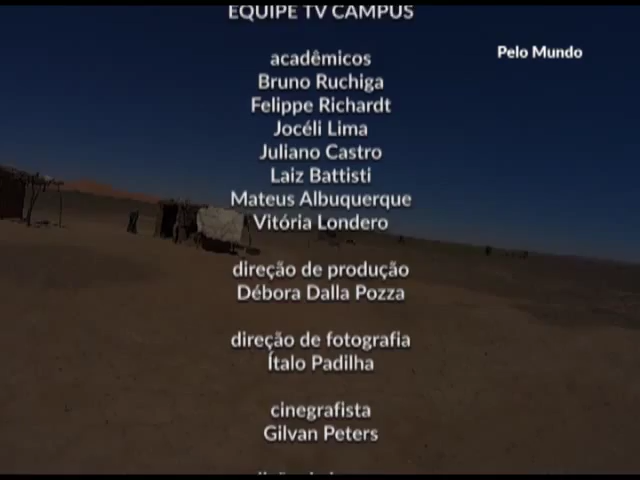 EQUIPE TV CAMPUS
Pelo Mundo
acadêmicos
Bruno Ruchiga
Felippe Richardt
Jocéli Lima
Juliano Castro
Laiz Battisti
Mateus Albuquerque
Vitória Londero
direção de produção
Débora Dalla Pozza
direção de fotografia
Ítalo Padilha
cinegrafista
Gilvan Peters